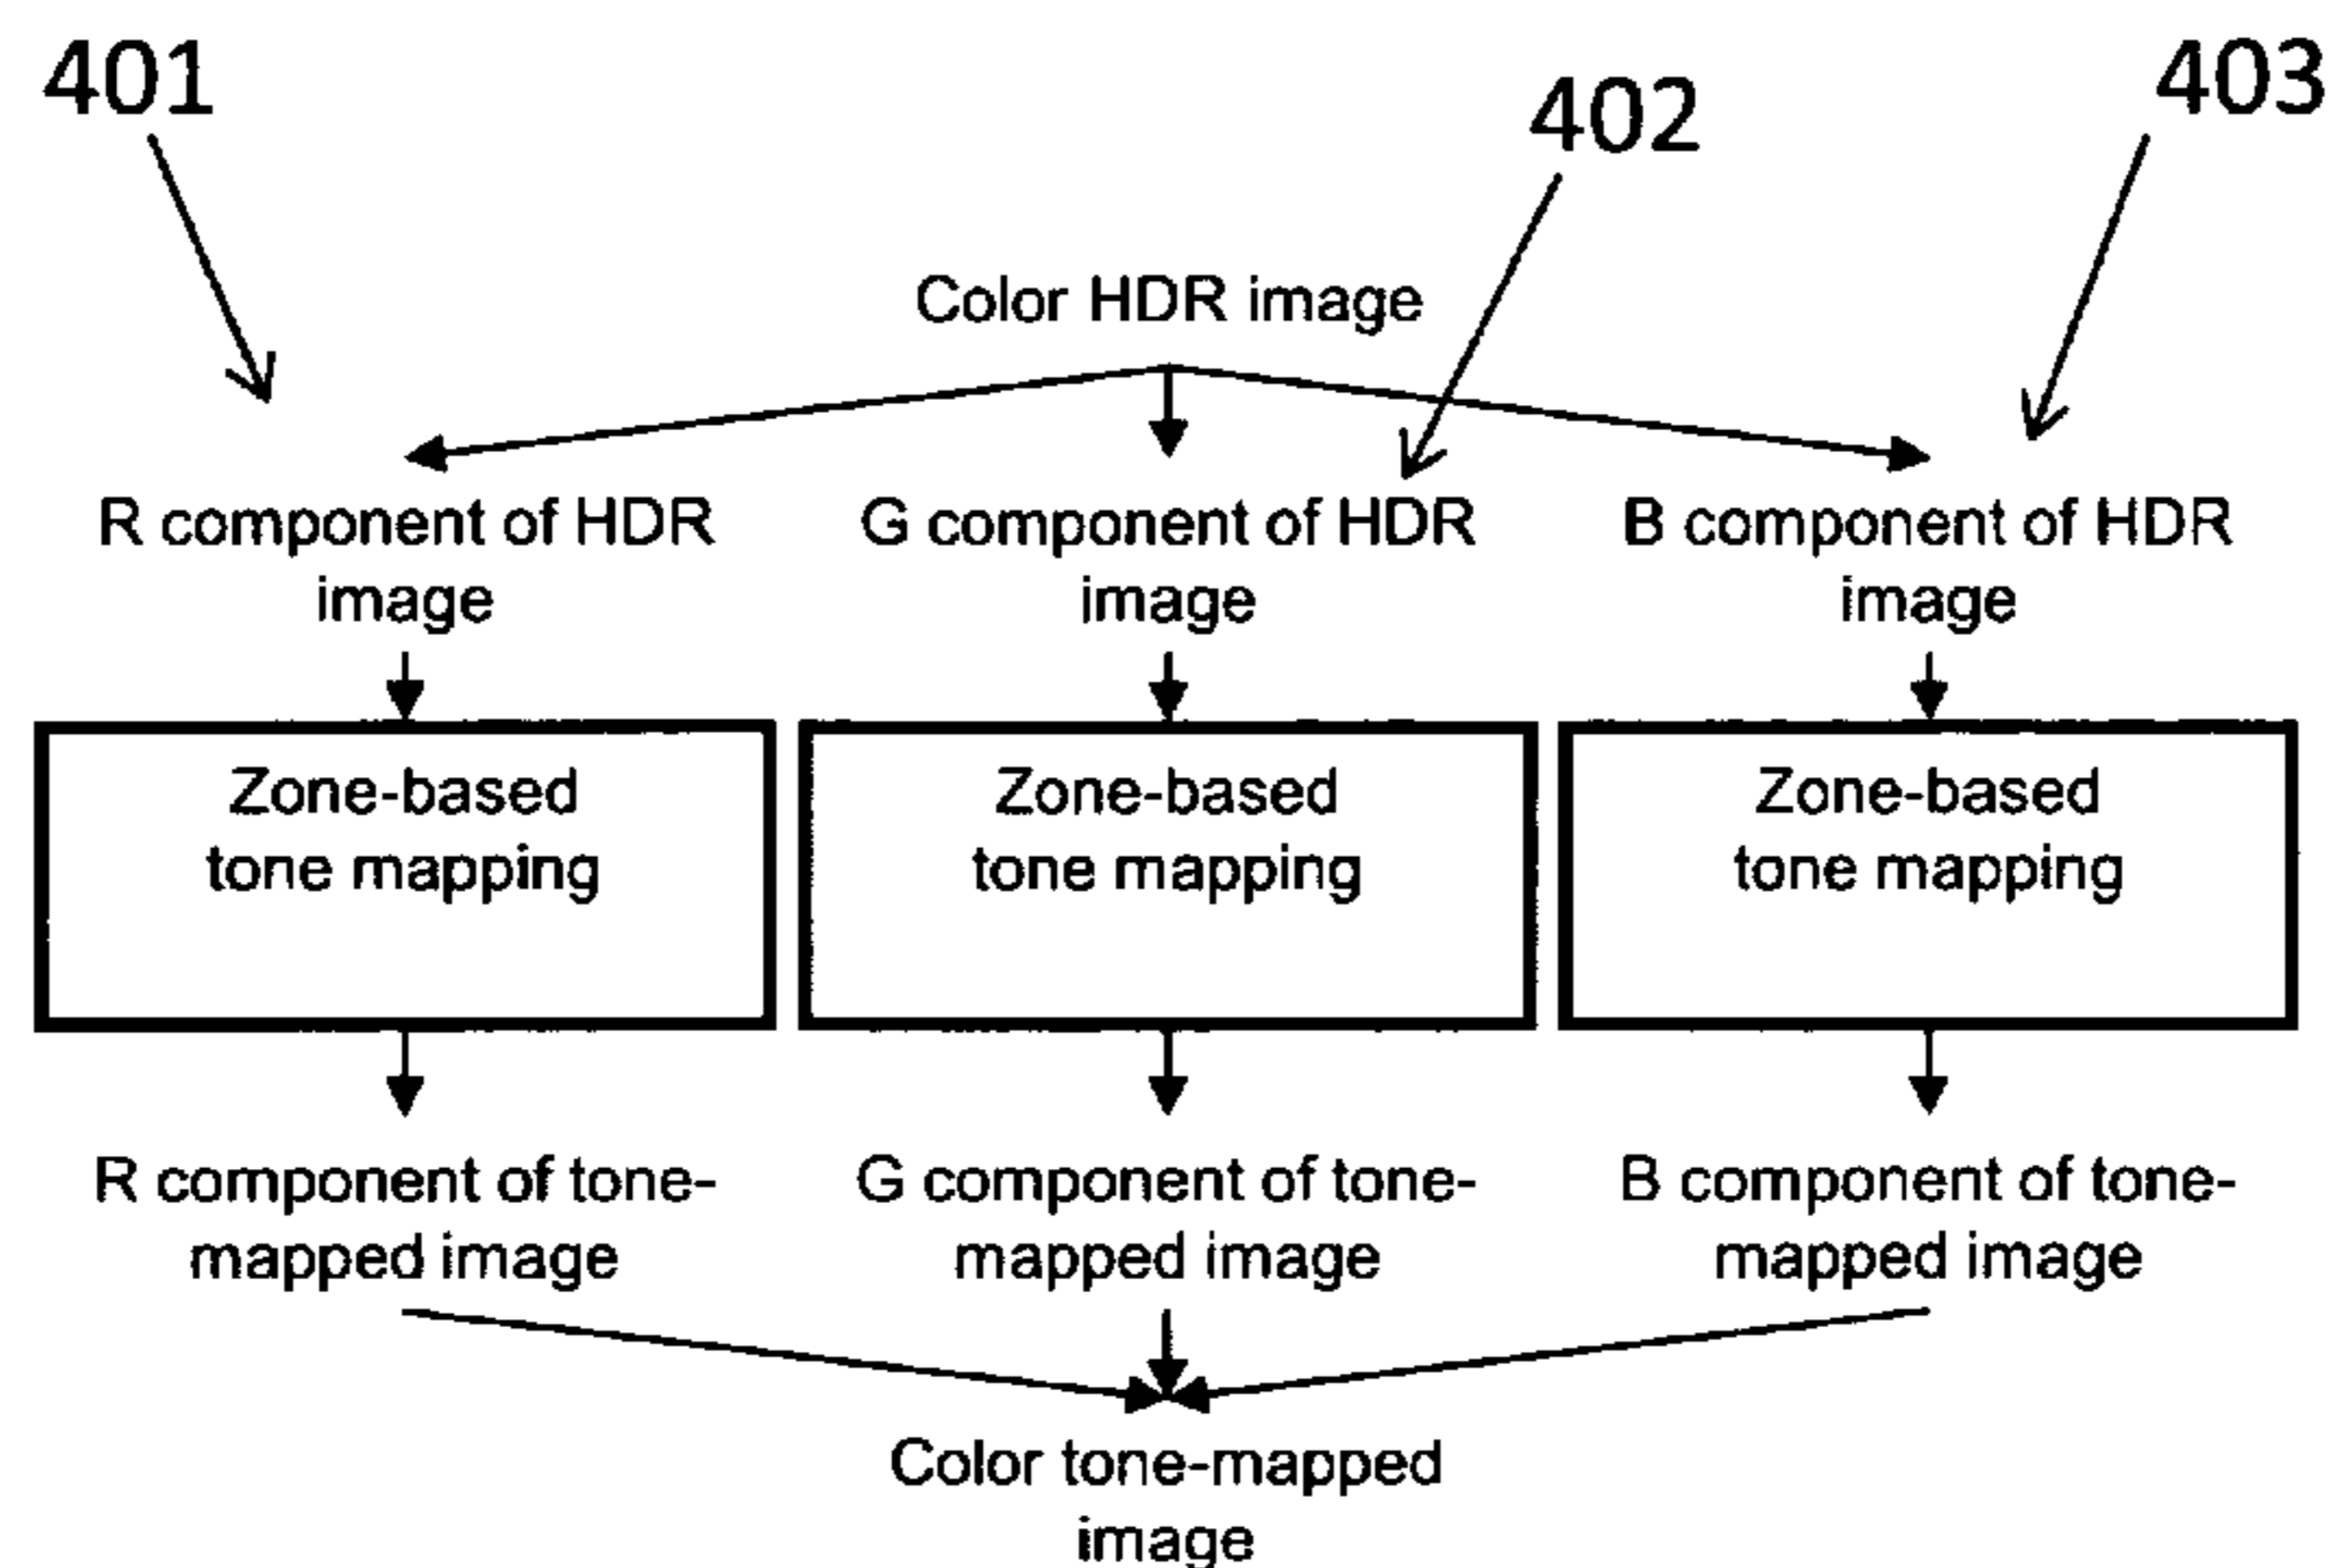 401
402
403
Color HDR image
R component of HDR
image
G component of HDR
image
B component of HDR
image
Zone-based
tone mapping
Zone-based
tone mapping
Zone-based
tone mapping
R component of tone-
mapped image
G component of tone-
mapped image
B component of tone-
mapped image
Color tone-mapped
image